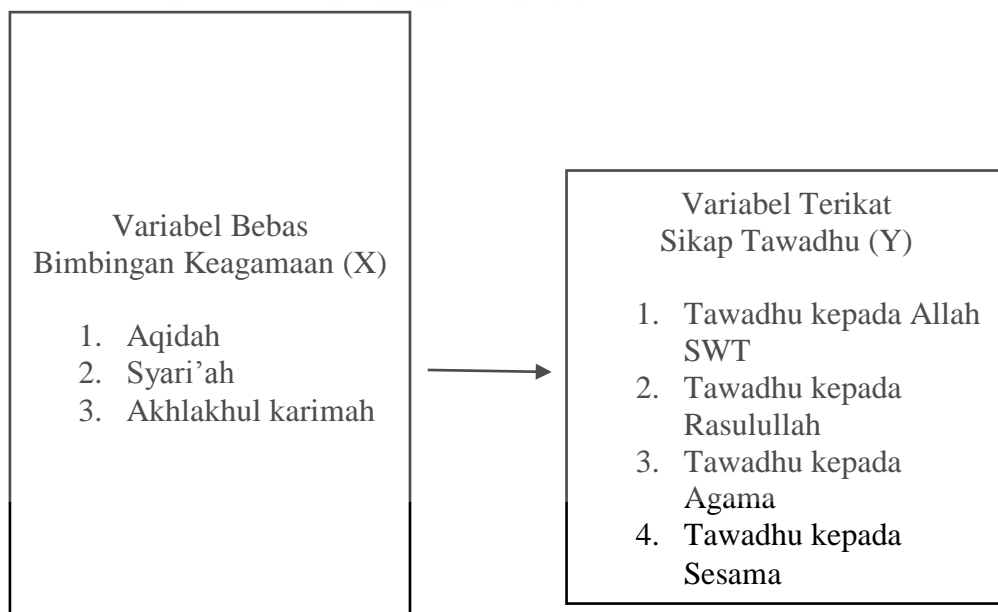 Variabel Bebas
Bimbingan Keagamaan (X)
1. Aqidah
2. Syari’ah
3. Akhlakhul karimah
Variabel Terikat
Sikap Tawadhu (Y)
1. Tawadhu kepada Allah
SWT
2. Tawadhu kepada
Rasulullah
3. Tawadhu kepada
Agama
4. Tawadhu kepada
Sesama